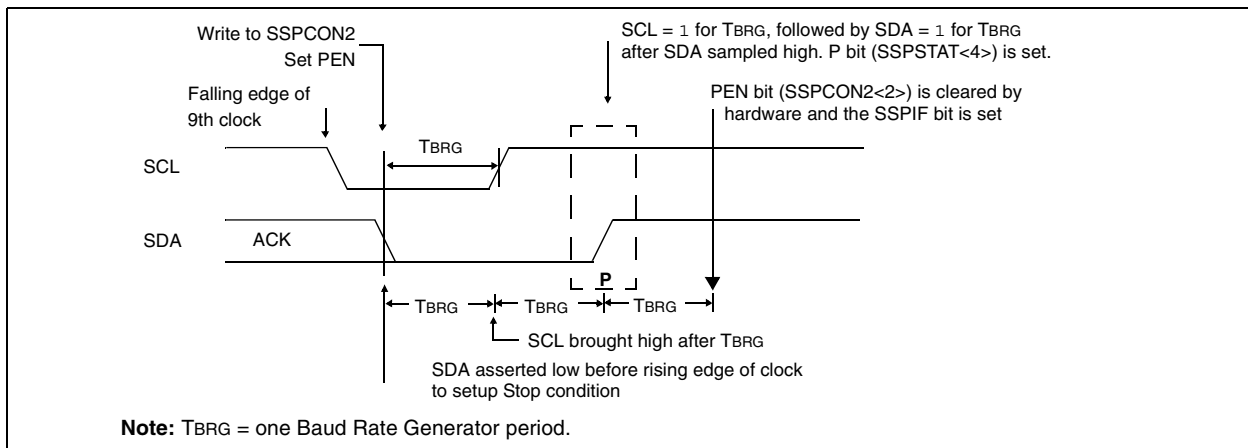 Write to SSPCON2
Set PEN
SCL = 1 for TBRG, followed by SDA = 1 for TBRG
after SDA sampled high. P bit (SSPSTAT<4>) is set.
Falling edge of
9th clock
PEN bit (SSPCON2<2>) is cleared by
hardware and the SSPIF bit is set
TBRG
SCL
SDA
ACK
P
TBRG
TBRG
TBRG
SCL brought high after TBRG
SDA asserted low before rising edge of clock
to setup Stop condition
Note: TBRG = one Baud Rate Generator period.